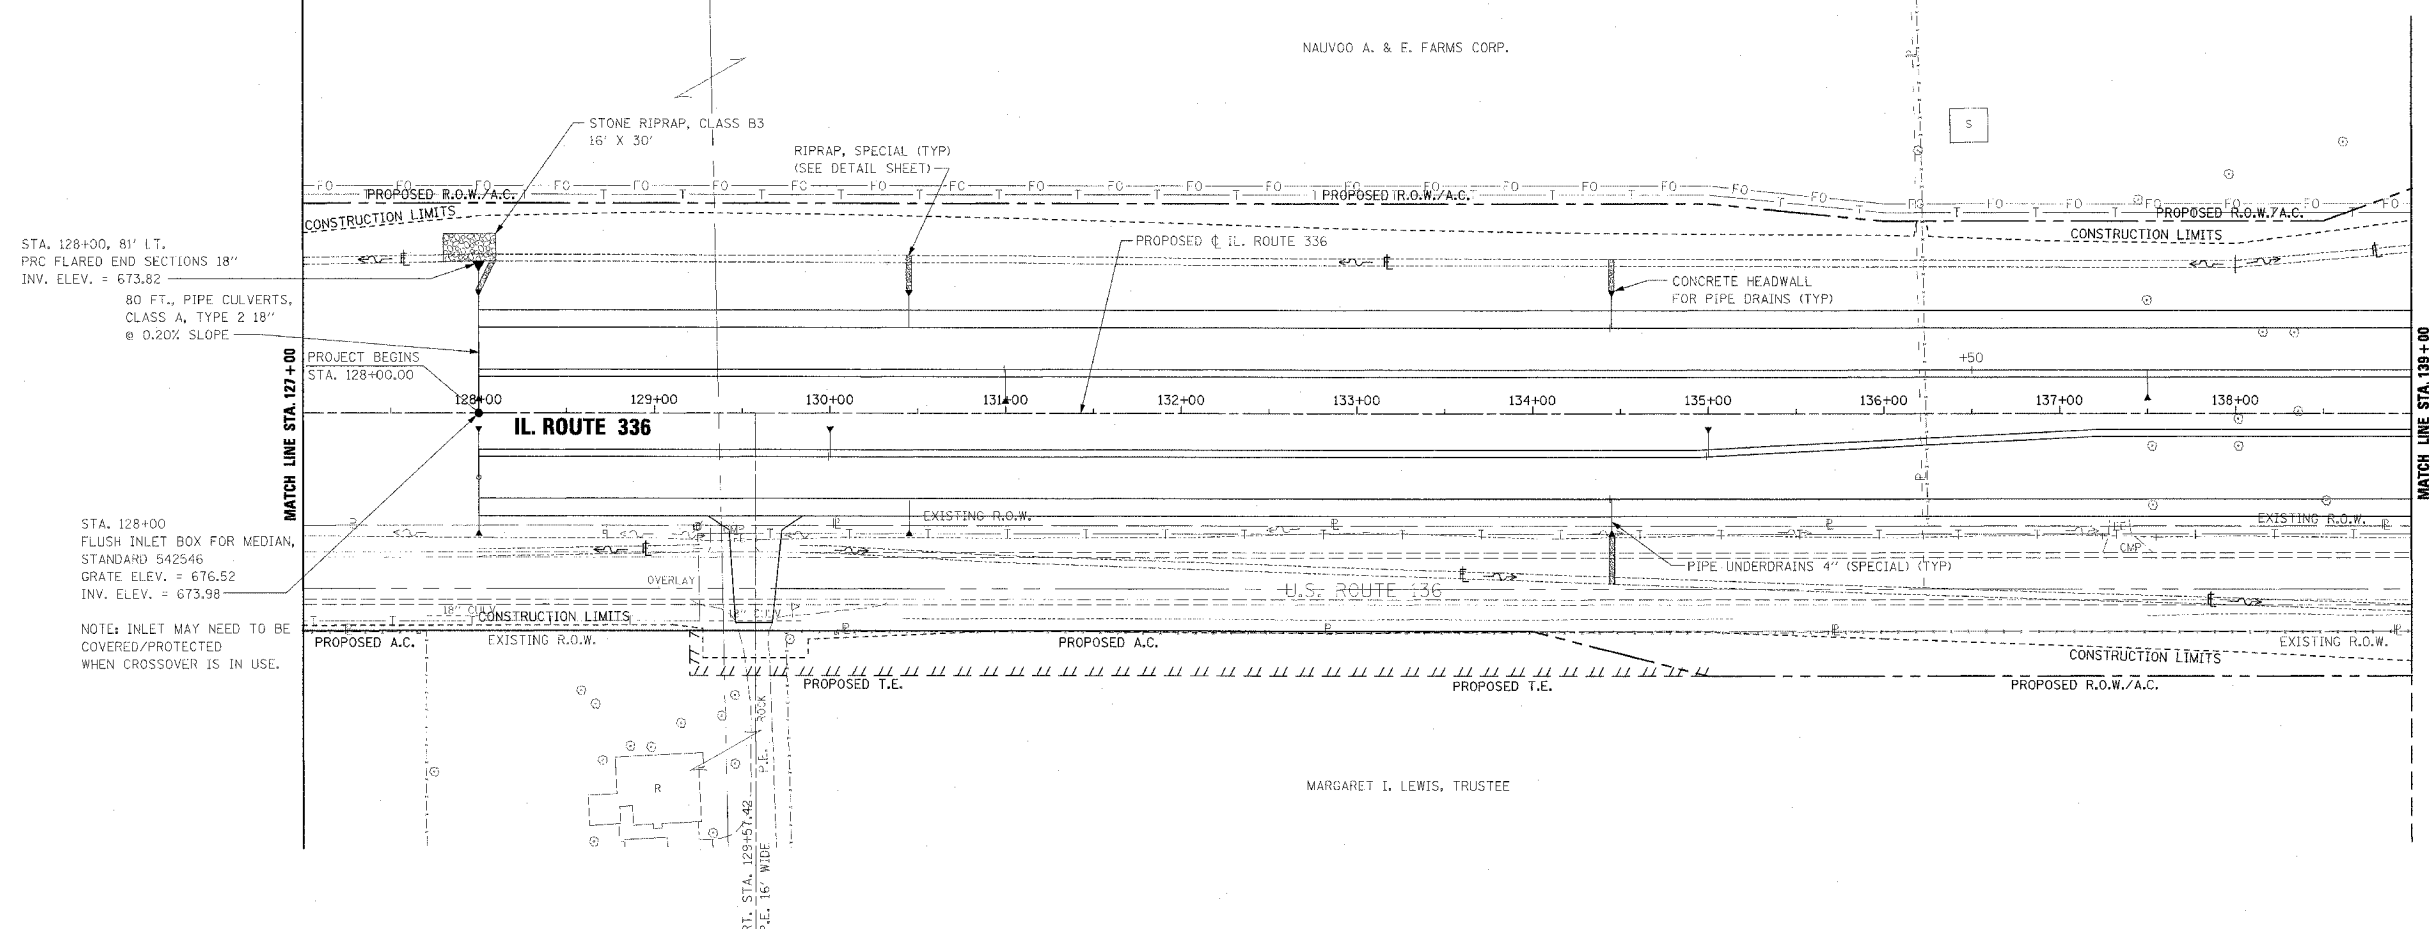 NAUVOO A. & E. FARMS CORP.
STONE RIPRAP, CLASS B3
16' X 30'
RIPRAP, SPECIAL (TYP)
(SEE DETAIL SHEET)
S
PROPOSED R.O.W./A.C.
PROPOSED R.O.W./A.C.
PROPOSED R.O.W./A.C.
CONSTRUCTION LIMITS
CONSTRUCTION LIMITS
STA. 128+00, 81' LT.
PRC FLARED END SECTIONS 18"
INV. ELEV. = 673.82
PROPOSED ℄ IL. ROUTE 336
CONCRETE HEADWALL
FOR PIPE DRAINS (TYP)
80 FT., PIPE CULVERTS,
CLASS A, TYPE 2 18"
@ 0.20% SLOPE
PROJECT BEGINS
STA. 128+00.00
+50
MATCH LINE STA. 127+00
MATCH LINE STA. 139+00
128+00
129+00
130+00
131+00
132+00
133+00
134+00
135+00
136+00
137+00
138+00
IL. ROUTE 336
STA. 128+00
FLUSH INLET BOX FOR MEDIAN,
STANDARD 542546
GRATE ELEV. = 676.52
INV. ELEV. = 673.98
NOTE: INLET MAY NEED TO BE
COVERED/PROTECTED
WHEN CROSSOVER IS IN USE.
EXISTING R.O.W.
EXISTING R.O.W.
CMP
CMP
PIPE UNDERDRAINS 4" (SPECIAL) (TYP)
OVERLAY
U.S. ROUTE 136
18" CULV.
18" CULV.
CONSTRUCTION LIMITS
PROPOSED A.C.
EXISTING R.O.W.
PROPOSED A.C.
EXISTING R.O.W.
CONSTRUCTION LIMITS
PROPOSED T.E.
PROPOSED T.E.
PROPOSED R.O.W./A.C.
ROCK
P.E.
R
MARGARET I. LEWIS, TRUSTEE
RT. STA. 129+57.42
P.E. 16' WIDE